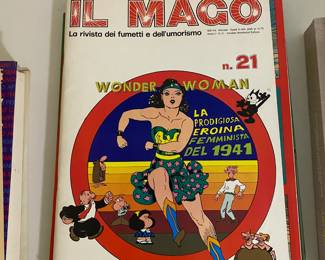 IL MAGO
La rivista dei fumetti e dell'umorismo
n. 21
WONDER WOMAN
LA
PRODIGIOSA
EROINA
FEMMINISTA
DEL 1941